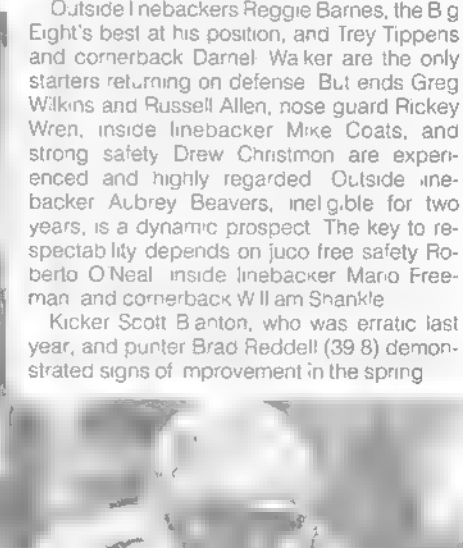 Outside linebackers Reggie Barnes, the Big
Eight's best at his position, and Trey Tippens
and cornerback Darnell Walker are the only
starters returning on defense. But ends Greg
Wilkins and Russell Allen, nose guard Rickey
Wren, inside linebacker Mike Coats, and
strong safety Drew Christmon are experi-
enced and highly regarded. Outside line-
backer Aubrey Beavers, ineligible for two
years, is a dynamic prospect. The key to re-
spectability depends on juco free safety Ro-
berto O'Neal, inside linebacker Mario Free-
man and cornerback William Shankle.
Kicker Scott Blanton, who was erratic last
year, and punter Brad Reddell (39.8) demon-
strated signs of improvement in the spring.